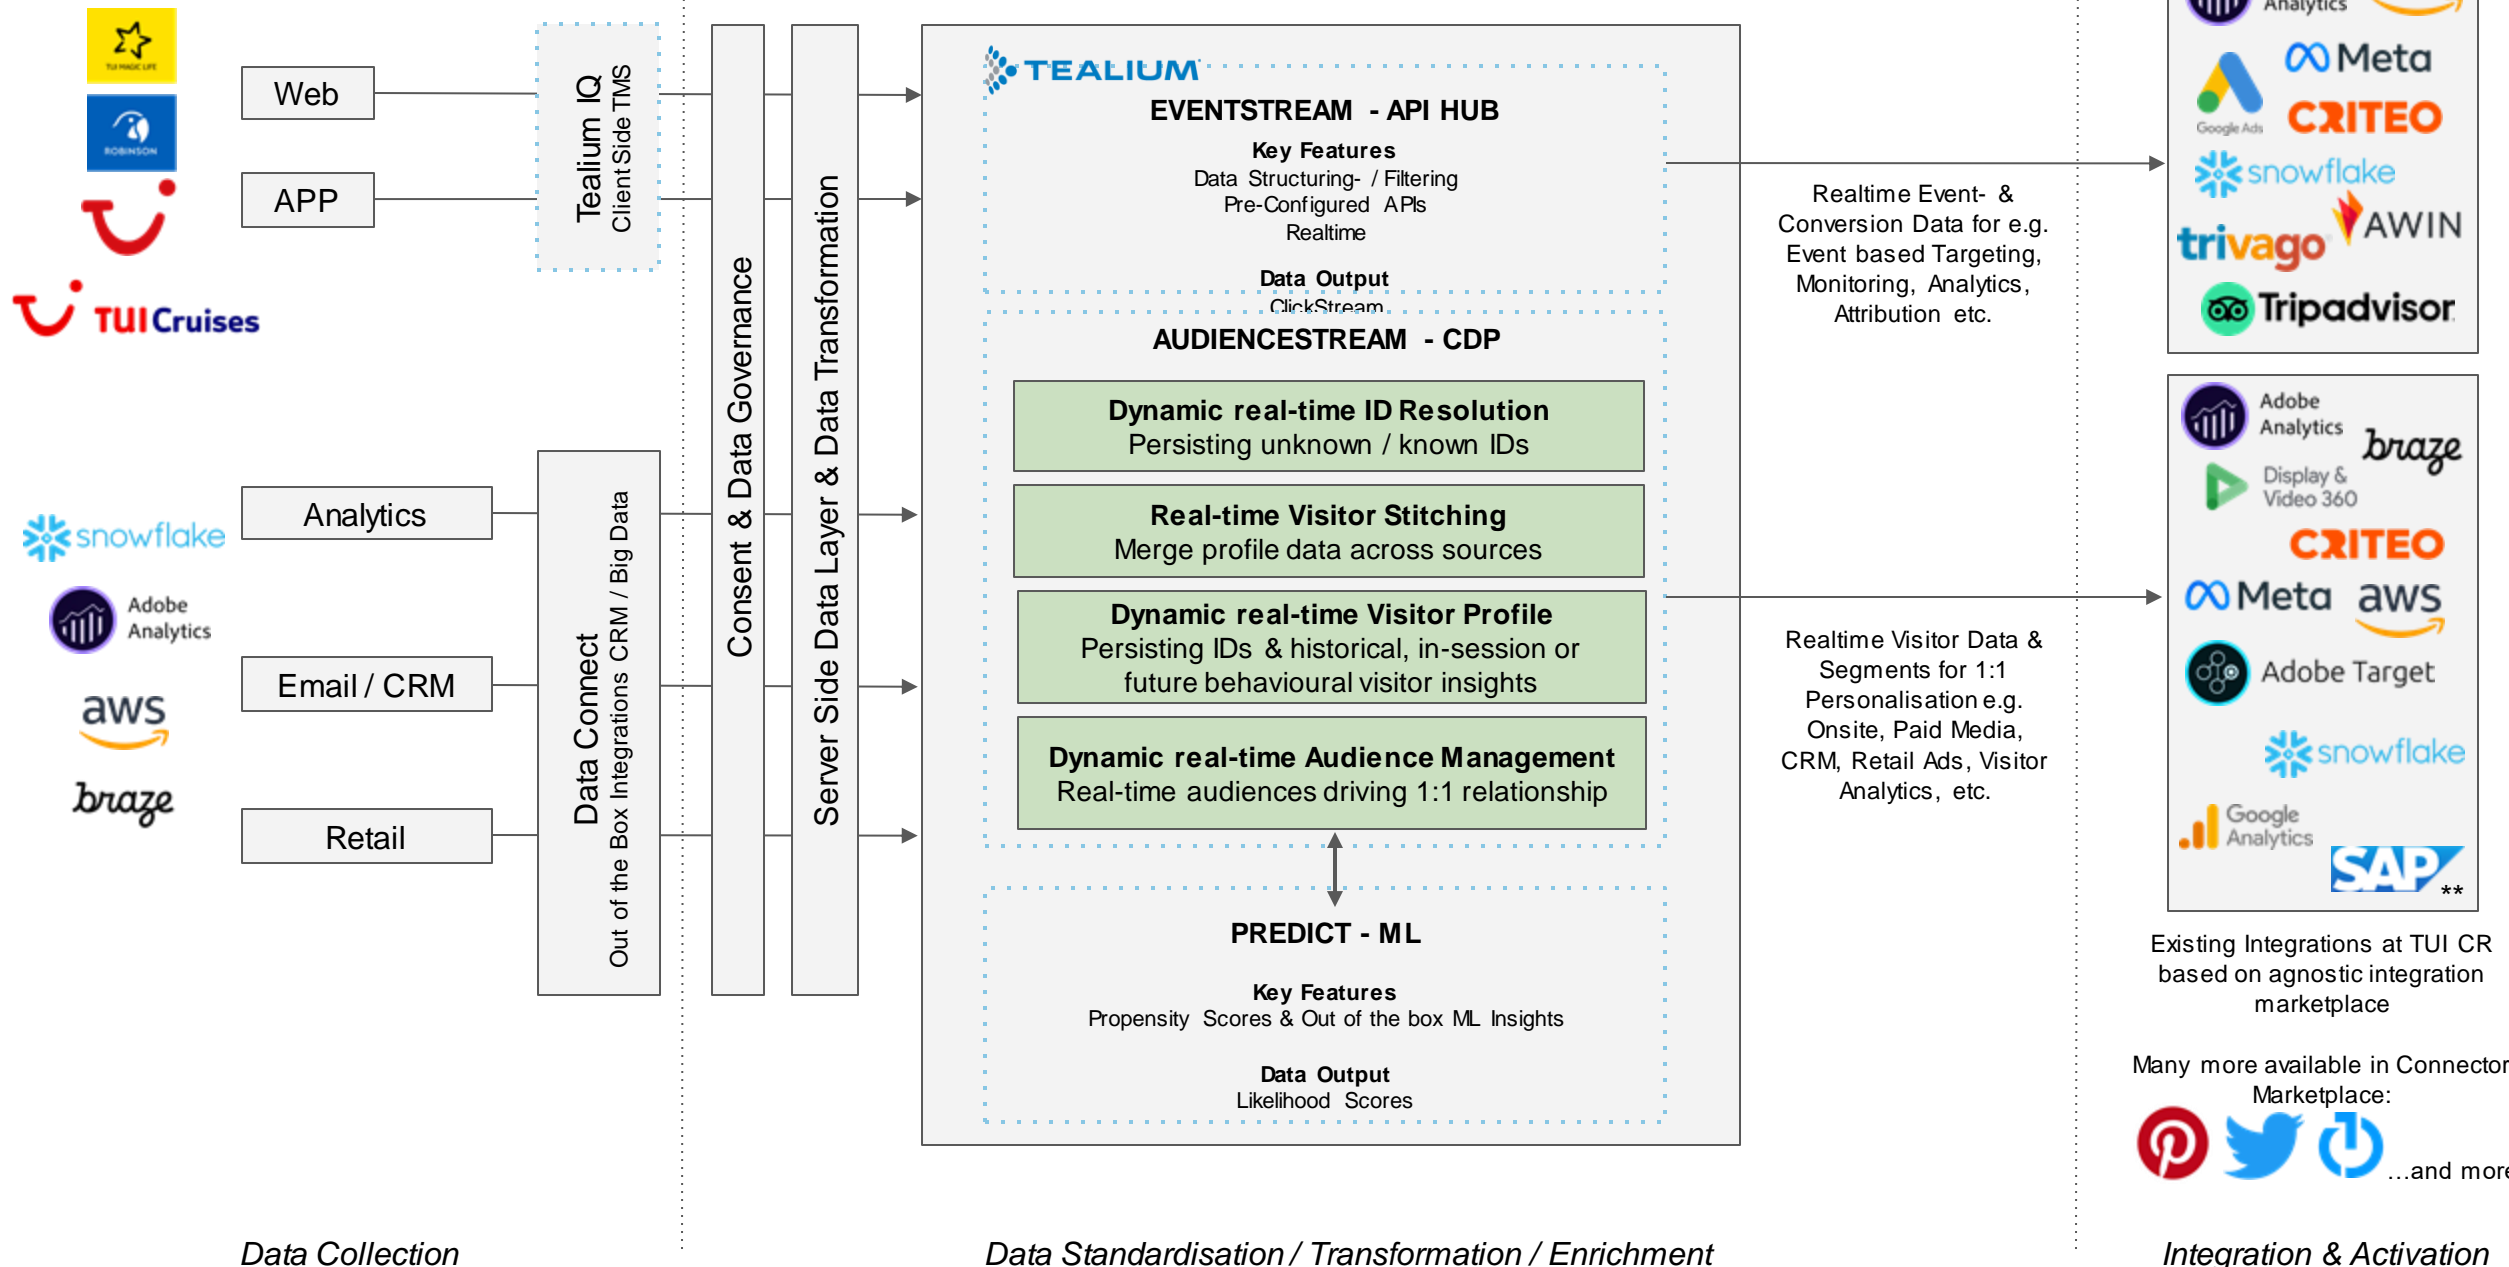 TUI MAGIC LIFE
ROBINSON
TUI Cruises
Web
APP
Tealium IQ
Client Side TMS
snowflake
Adobe
Analytics
aws
braze
Analytics
Email / CRM
Retail
Data Connect
Out of the Box Integrations CRM / Big Data
Consent & Data Governance
Server Side Data Layer & Data Transformation
TEALIUM
EVENTSTREAM - API HUB
Key Features
Data Structuring- / Filtering
Pre-Configured APIs
Realtime
Data Output
ClickStream
AUDIENCESTREAM - CDP
Dynamic real-time ID Resolution
Persisting unknown / known IDs
Real-time Visitor Stitching
Merge profile data across sources
Dynamic real-time Visitor Profile
Persisting IDs & historical, in-session or
future behavioural visitor insights
Dynamic real-time Audience Management
Real-time audiences driving 1:1 relationship
PREDICT - ML
Key Features
Propensity Scores & Out of the box ML Insights
Data Output
Likelihood Scores
Realtime Event- &
Conversion Data for e.g.
Event based Targeting,
Monitoring, Analytics,
Attribution etc.
Realtime Visitor Data &
Segments for 1:1
Personalisation e.g.
Onsite, Paid Media,
CRM, Retail Ads, Visitor
Analytics, etc.
Analytics
Meta
Google Ads
CRITEO
snowflake
AWIN
trivago
Tripadvisor
Adobe
Analytics
braze
Display &
Video 360
CRITEO
Meta
aws
Adobe Target
snowflake
Google
Analytics
SAP
**
Existing Integrations at TUI CR
based on agnostic integration
marketplace
Many more available in Connector
Marketplace:
...and more
Data Collection
Data Standardisation / Transformation / Enrichment
Integration & Activation